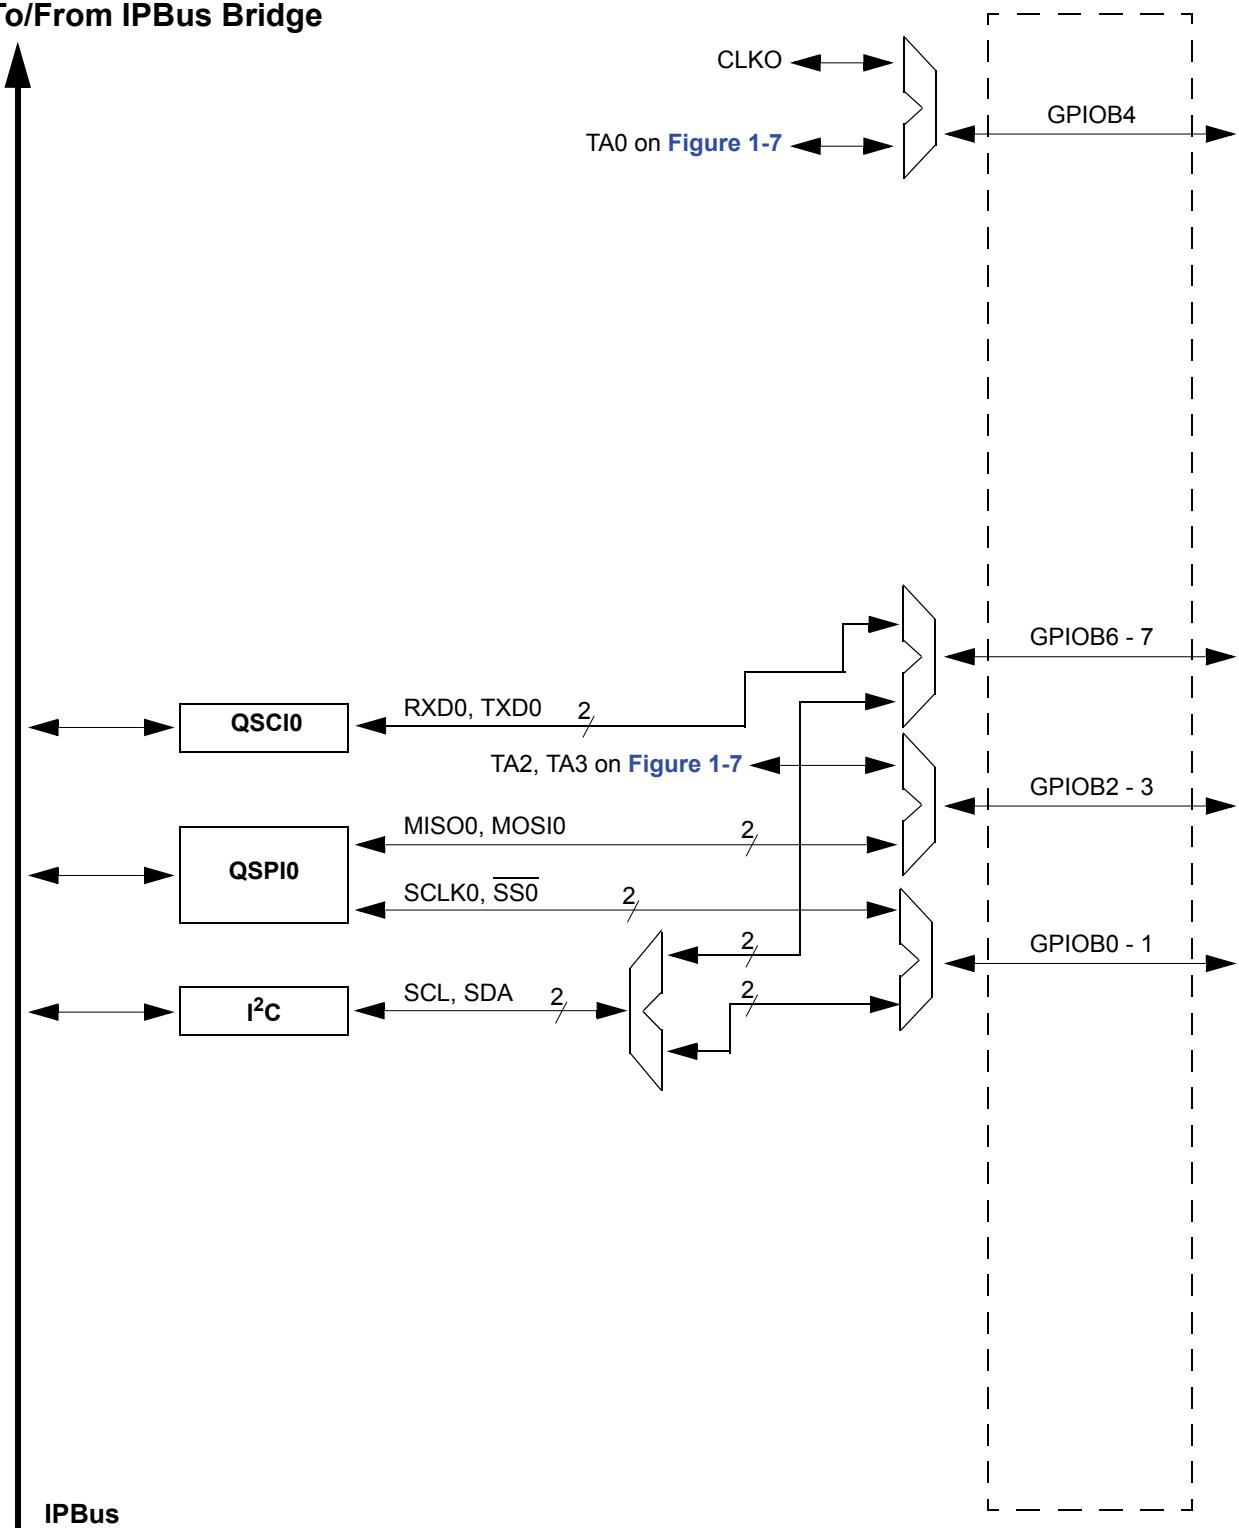 To/From IPBus Bridge
CLKO
TA0 on Figure 1-7
GPIOB4
GPIOB6 - 7
QSCI0
RXD0, TXD0
2
TA2, TA3 on Figure 1-7
GPIOB2 - 3
MISO0, MOSI0
2
QSPI0
SCLK0, S̅S̅0̅
2
2
GPIOB0 - 1
I²C
SCL, SDA
2
2
IPBus